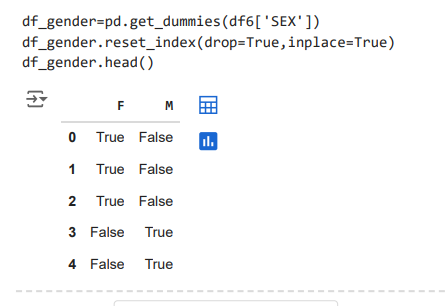 df_gender=pd.get_dummies(df6['SEX'])
df_gender.reset_index(drop=True,inplace=True)
df_gender.head()
F M
0 True False
1 True False
2 True False
3 False True
4 False True